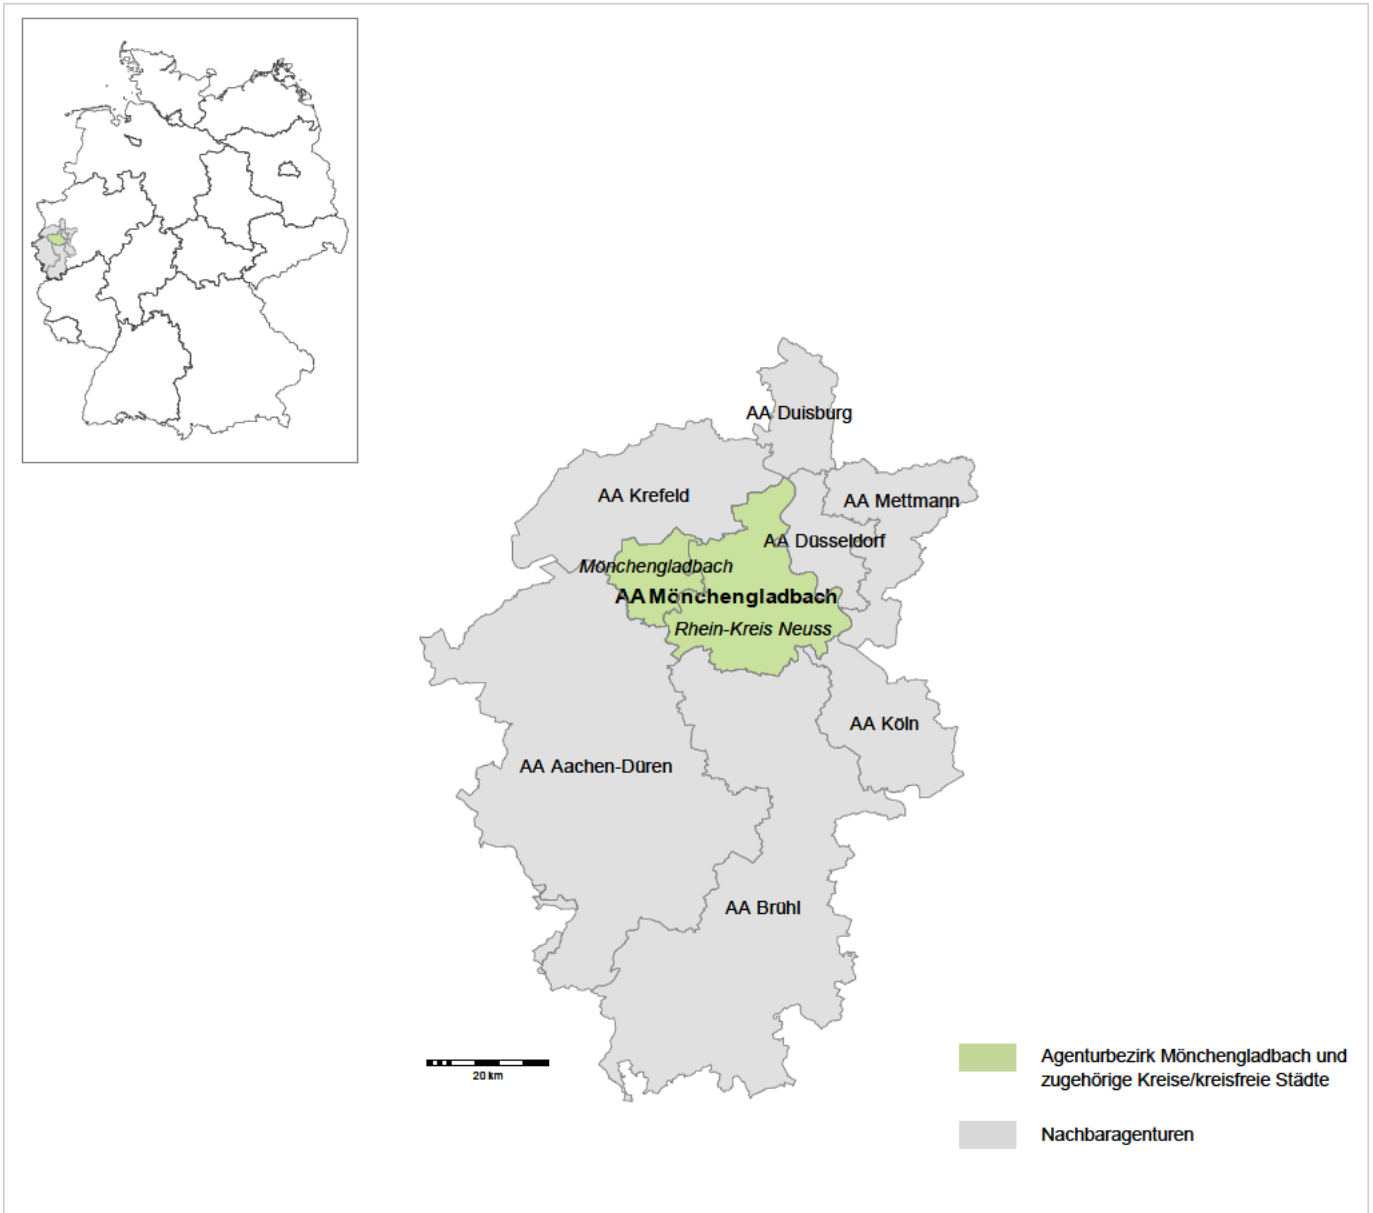 AA Duisburg
AA Krefeld
AA Mettmann
AA Düsseldorf
Mönchengladbach
AA Mönchengladbach
Rhein-Kreis Neuss
AA Köln
AA Aachen-Düren
AA Brühl
20 km
Agenturbezirk Mönchengladbach und
zugehörige Kreise/kreisfreie Städte
Nachbaragenturen